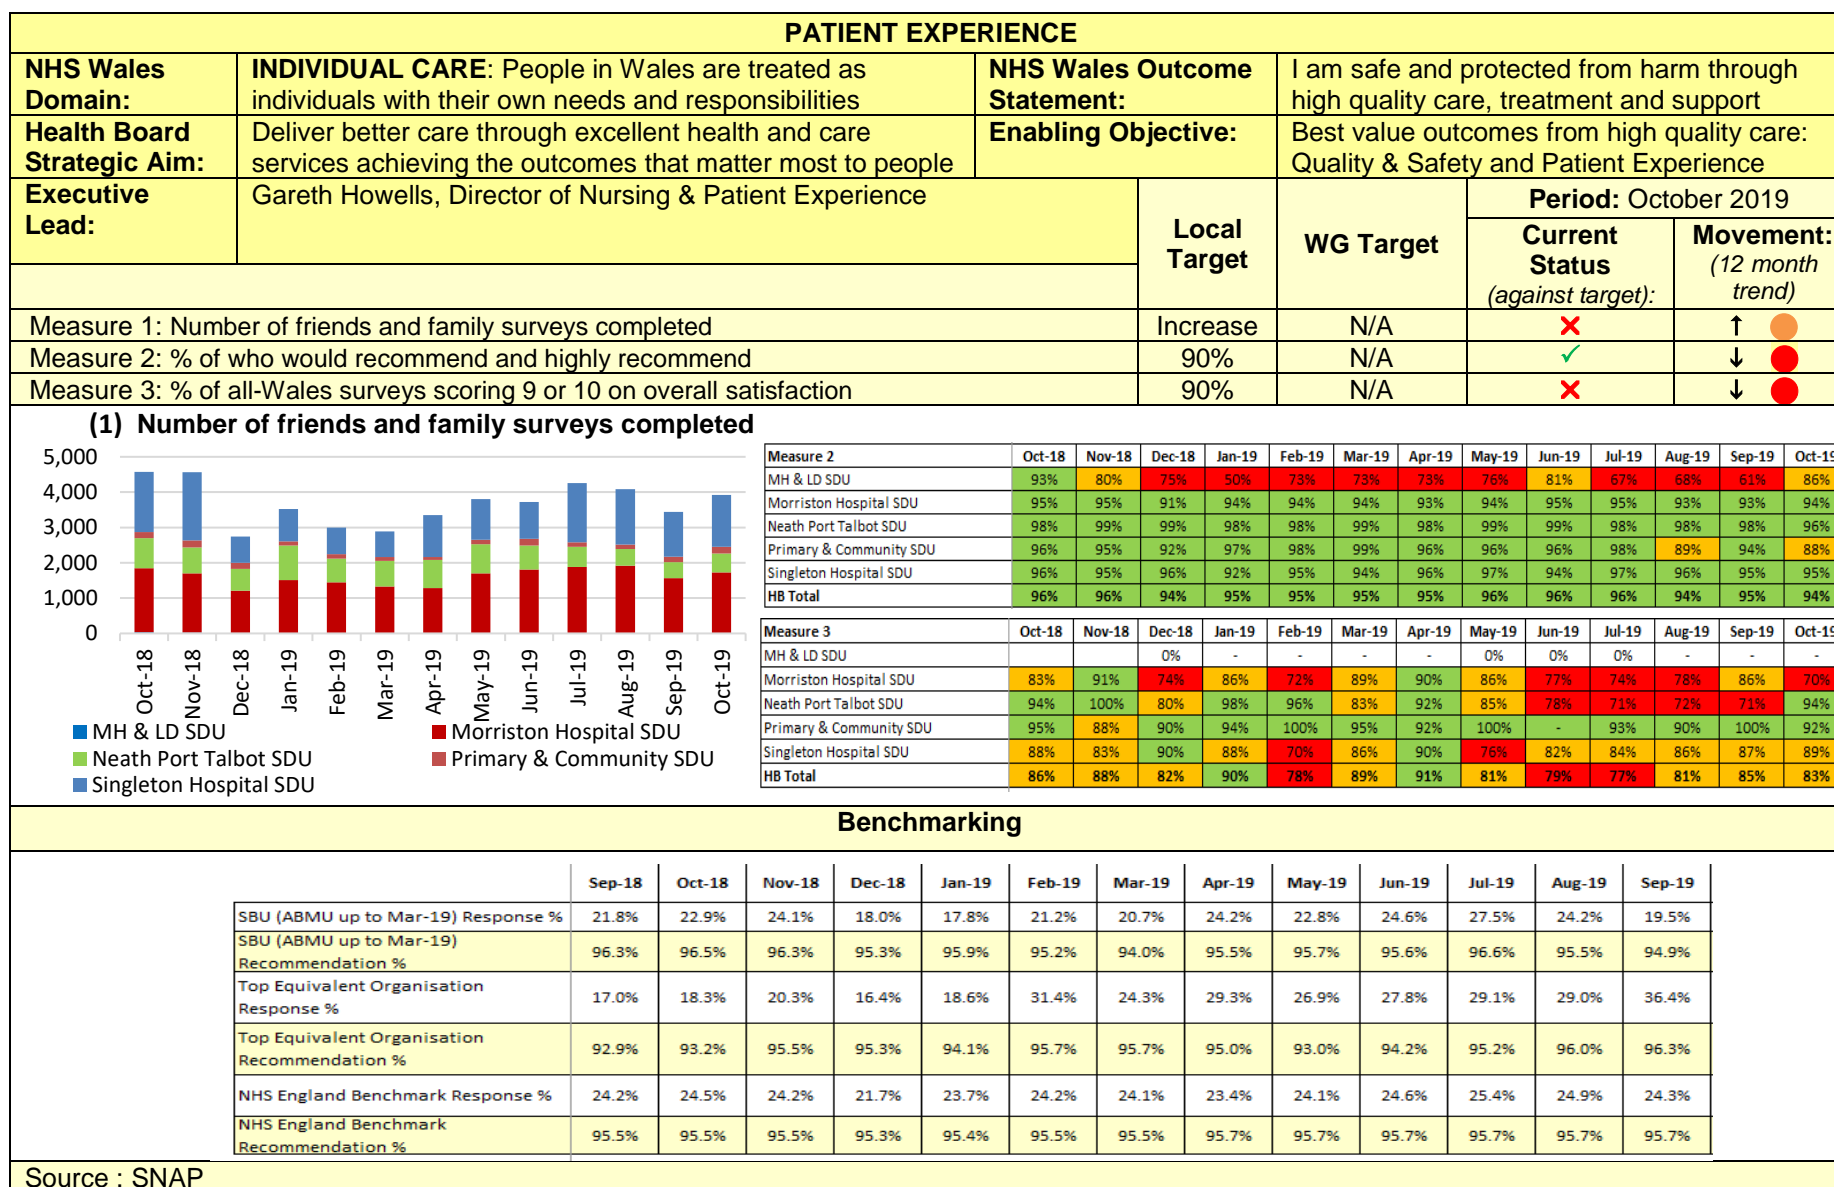 PATIENT EXPERIENCE
NHS Wales Domain:
INDIVIDUAL CARE: People in Wales are treated as individuals with their own needs and responsibilities
NHS Wales Outcome Statement:
I am safe and protected from harm through high quality care, treatment and support
Health Board Strategic Aim:
Deliver better care through excellent health and care services achieving the outcomes that matter most to people
Enabling Objective:
Best value outcomes from high quality care: Quality & Safety and Patient Experience
Executive Lead:
Gareth Howells, Director of Nursing & Patient Experience
Local Target
WG Target
Period: October 2019
Current Status (against target):
Movement: (12 month trend)
Measure 1: Number of friends and family surveys completed Increase N/A ✗ ↑
Measure 2: % of who would recommend and highly recommend 90% N/A ✓ ↓
Measure 3: % of all-Wales surveys scoring 9 or 10 on overall satisfaction 90% N/A ✗ ↓
(1) Number of friends and family surveys completed
5,000
4,000
3,000
2,000
1,000
0
Oct-18 Nov-18 Dec-18 Jan-19 Feb-19 Mar-19 Apr-19 May-19 Jun-19 Jul-19 Aug-19 Sep-19 Oct-19
MH & LD SDU Morriston Hospital SDU
Neath Port Talbot SDU Primary & Community SDU
Singleton Hospital SDU
Measure 2 Oct-18 Nov-18 Dec-18 Jan-19 Feb-19 Mar-19 Apr-19 May-19 Jun-19 Jul-19 Aug-19 Sep-19 Oct-19
MH & LD SDU 93% 80% 75% 50% 73% 73% 73% 76% 81% 67% 68% 61% 86%
Morriston Hospital SDU 95% 95% 91% 94% 94% 94% 93% 94% 95% 95% 93% 93% 94%
Neath Port Talbot SDU 98% 99% 99% 98% 98% 99% 98% 99% 99% 98% 98% 98% 96%
Primary & Community SDU 96% 95% 92% 97% 98% 99% 96% 96% 96% 98% 89% 94% 88%
Singleton Hospital SDU 96% 95% 96% 92% 95% 94% 96% 97% 94% 97% 96% 95% 95%
HB Total 96% 96% 94% 95% 95% 95% 95% 96% 96% 96% 94% 95% 94%
Measure 3 Oct-18 Nov-18 Dec-18 Jan-19 Feb-19 Mar-19 Apr-19 May-19 Jun-19 Jul-19 Aug-19 Sep-19 Oct-19
MH & LD SDU 0% - - - - 0% 0% 0% - - -
Morriston Hospital SDU 83% 91% 74% 86% 72% 89% 90% 86% 77% 74% 78% 86% 70%
Neath Port Talbot SDU 94% 100% 80% 98% 96% 83% 92% 85% 78% 71% 72% 71% 94%
Primary & Community SDU 95% 88% 90% 94% 100% 95% 92% 100% - 93% 90% 100% 92%
Singleton Hospital SDU 88% 83% 90% 88% 70% 86% 90% 76% 82% 84% 86% 87% 89%
HB Total 86% 88% 82% 90% 78% 89% 91% 81% 79% 77% 81% 85% 83%
Benchmarking
Sep-18 Oct-18 Nov-18 Dec-18 Jan-19 Feb-19 Mar-19 Apr-19 May-19 Jun-19 Jul-19 Aug-19 Sep-19
SBU (ABMU up to Mar-19) Response % 21.8% 22.9% 24.1% 18.0% 17.8% 21.2% 20.7% 24.2% 22.8% 24.6% 27.5% 24.2% 19.5%
SBU (ABMU up to Mar-19) Recommendation % 96.3% 96.5% 96.3% 95.3% 95.9% 95.2% 94.0% 95.5% 95.7% 95.6% 96.6% 95.5% 94.9%
Top Equivalent Organisation Response % 17.0% 18.3% 20.3% 16.4% 18.6% 31.4% 24.3% 29.3% 26.9% 27.8% 29.1% 29.0% 36.4%
Top Equivalent Organisation Recommendation % 92.9% 93.2% 95.5% 95.3% 94.1% 95.7% 95.7% 95.0% 93.0% 94.2% 95.2% 96.0% 96.3%
NHS England Benchmark Response % 24.2% 24.5% 24.2% 21.7% 23.7% 24.2% 24.1% 23.4% 24.1% 24.6% 25.4% 24.9% 24.3%
NHS England Benchmark Recommendation % 95.5% 95.5% 95.5% 95.3% 95.4% 95.5% 95.5% 95.7% 95.7% 95.7% 95.7% 95.7% 95.7%
Source : SNAP